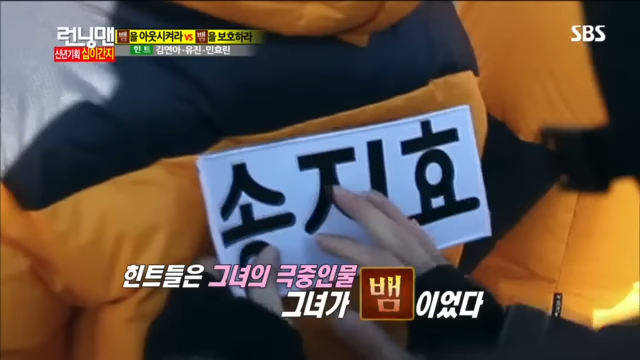 런닝맨
신년기획 십이간지
뱀을 아웃시켜라 vs 뱀을 보호하라
힌트 김연아·유진·민효린
SBS
송지효
힌트들은 그녀의 극중인물
그녀가 뱀이었다